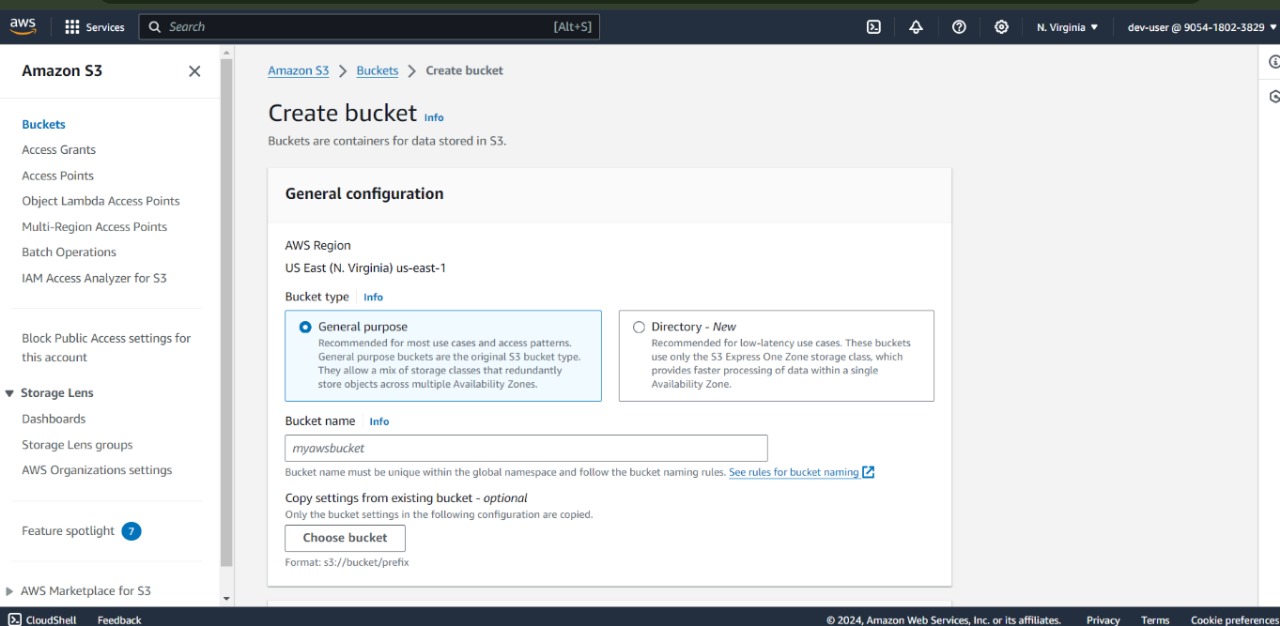 aws
Services
Search
[Alt+S]
N. Virginia
dev-user @ 9054-1802-3829
Amazon S3
Buckets
Access Grants
Access Points
Object Lambda Access Points
Multi-Region Access Points
Batch Operations
IAM Access Analyzer for S3
Block Public Access settings for
this account
Storage Lens
Dashboards
Storage Lens groups
AWS Organizations settings
Feature spotlight 7
AWS Marketplace for S3
Amazon S3 > Buckets > Create bucket
Create bucket Info
Buckets are containers for data stored in S3.
General configuration
AWS Region
US East (N. Virginia) us-east-1
Bucket type Info
General purpose
Recommended for most use cases and access patterns.
General purpose buckets are the original S3 bucket type.
They allow a mix of storage classes that redundantly
store objects across multiple Availability Zones.
Directory - New
Recommended for low-latency use cases. These buckets
use only the S3 Express One Zone storage class, which
provides faster processing of data within a single
Availability Zone.
Bucket name Info
myawsbucket
Bucket name must be unique within the global namespace and follow the bucket naming rules. See rules for bucket naming
Copy settings from existing bucket - optional
Only the bucket settings in the following configuration are copied.
Choose bucket
Format: s3://bucket/prefix
CloudShell
Feedback
© 2024, Amazon Web Services, Inc. or its affiliates.
Privacy
Terms
Cookie preferences